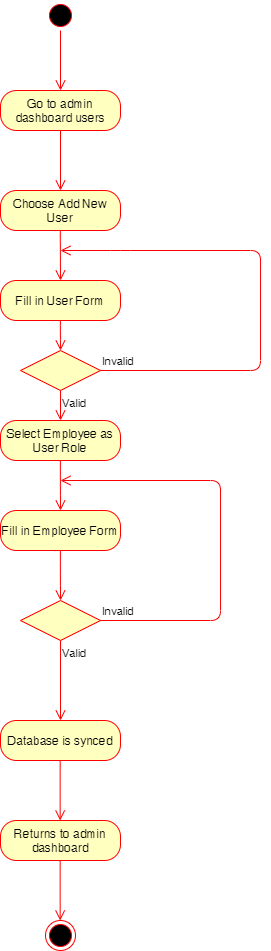 Go to admin
dashboard users
Choose Add New
User
Fill in User Form
Invalid
Valid
Select Employee as
User Role
Fill in Employee Form
Invalid
Valid
Database is synced
Returns to admin
dashboard